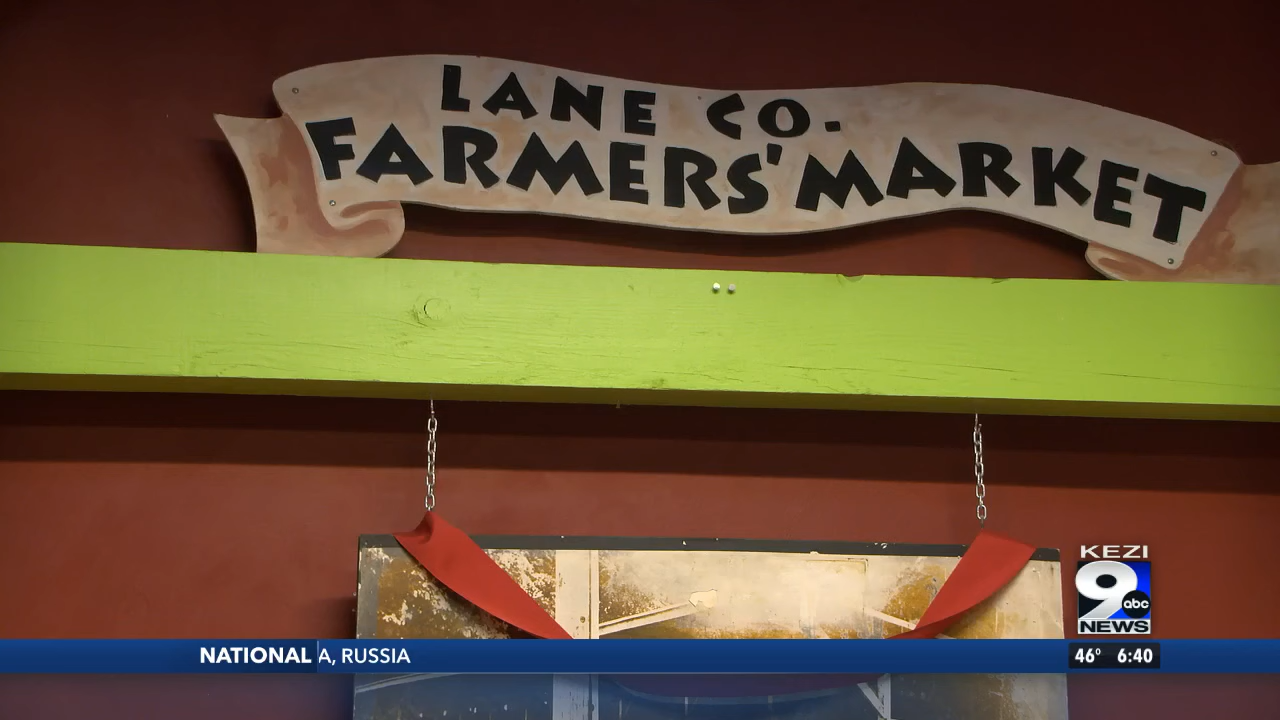 LANE CO.
FARMERS' MARKET
KEZI
9
abc
NEWS
NATIONAL A, RUSSIA
46° 6:40